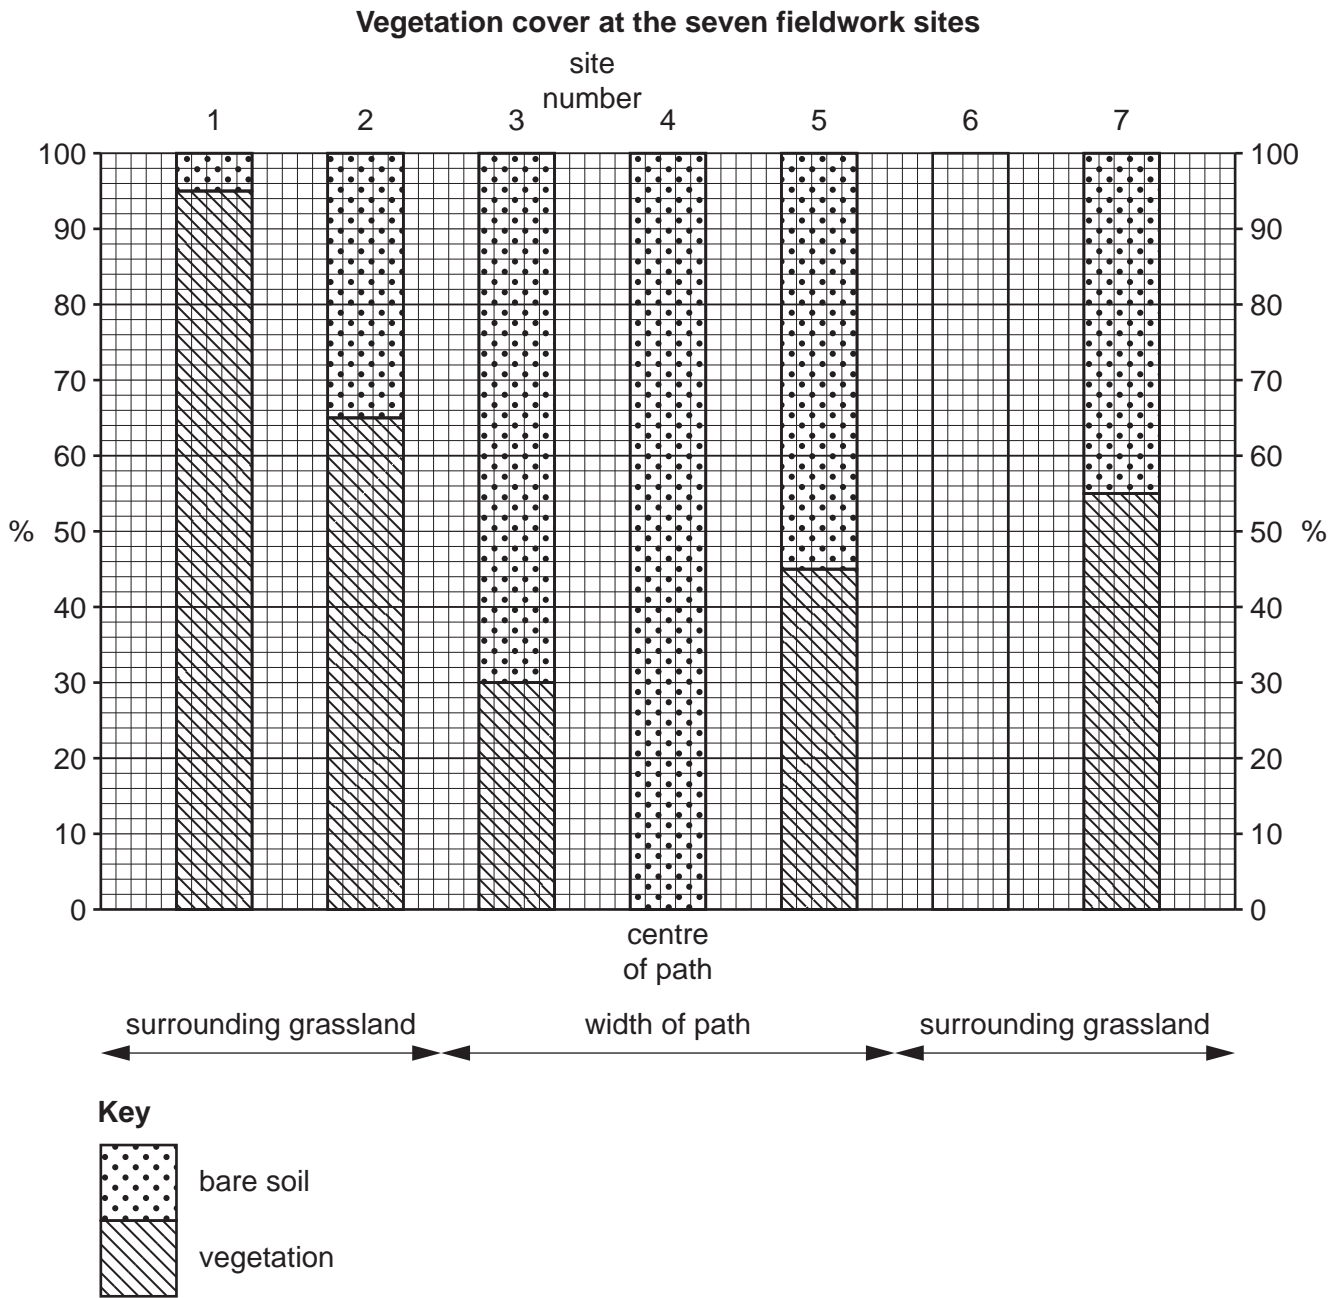 Vegetation cover at the seven fieldwork sites
site
number
1 2 3 4 5 6 7
100 100
90 90
80 80
70 70
60 60
% 50 50 %
40 40
30 30
20 20
10 10
0 0
centre
of path
surrounding grassland width of path surrounding grassland
Key
bare soil
vegetation